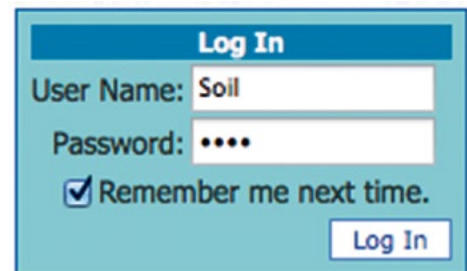 Log In
User Name: Soil
Password: ••••
Remember me next time.
Log In